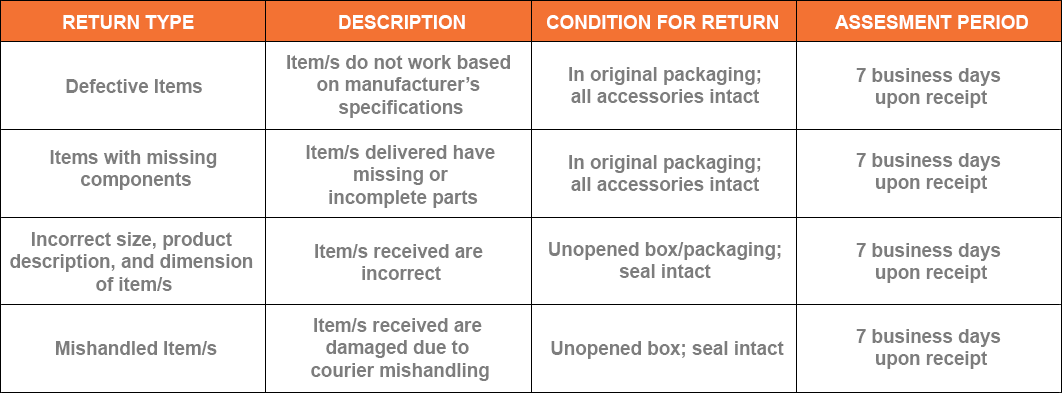 RETURN TYPE
DESCRIPTION
CONDITION FOR RETURN
ASSESMENT PERIOD
Defective Items
Item/s do not work based
on manufacturer's
specifications
In original packaging;
all accessories intact
7 business days
upon receipt
Items with missing
components
Item/s delivered have
missing or
incomplete parts
In original packaging;
all accessories intact
7 business days
upon receipt
Incorrect size, product
description, and dimension
of item/s
Item/s received are
incorrect
Unopened box/packaging;
seal intact
7 business days
upon receipt
Mishandled Item/s
Item/s received are
damaged due to
courier mishandling
Unopened box; seal intact
7 business days
upon receipt